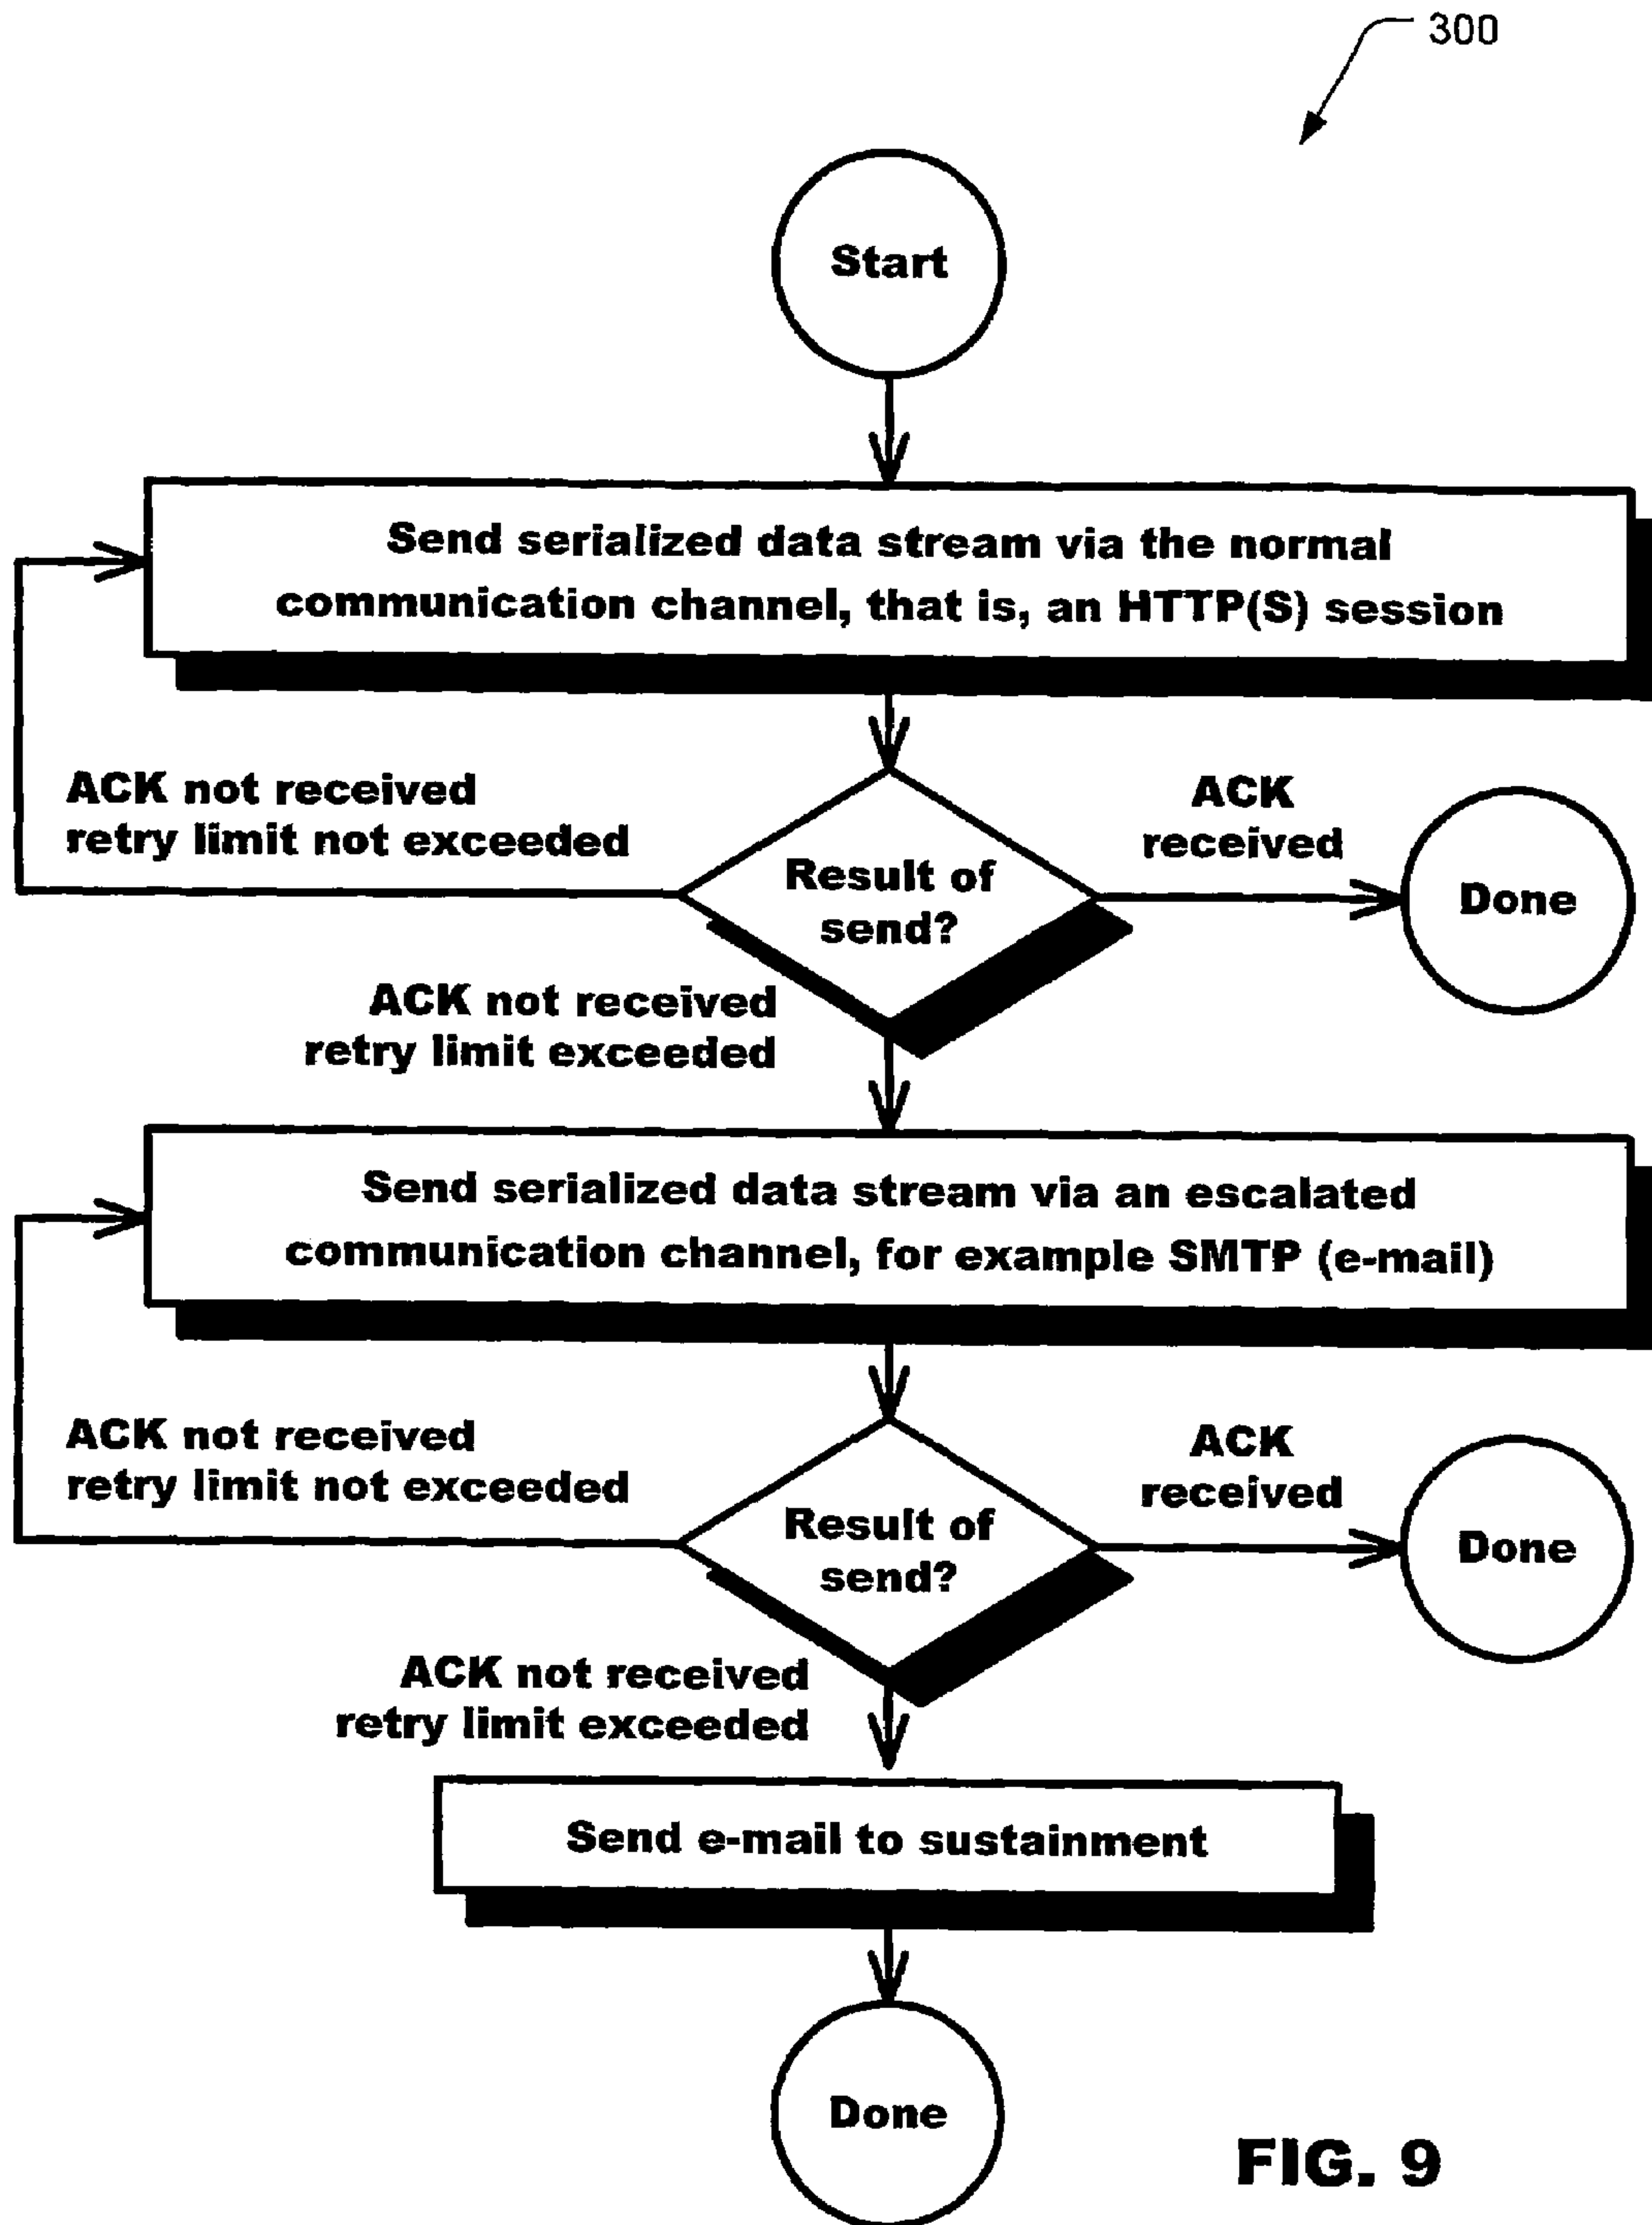 300
Start
Send serialized data stream via the normal
communication channel, that is, an HTTP(S) session
ACK not received
retry limit not exceeded
Result of
send?
ACK
received
Done
ACK not received
retry limit exceeded
Send serialized data stream via an escalated
communication channel, for example SMTP (e-mail)
ACK not received
retry limit not exceeded
Result of
send?
ACK
received
Done
ACK not received
retry limit exceeded
Send e-mail to sustainment
Done
FIG. 9